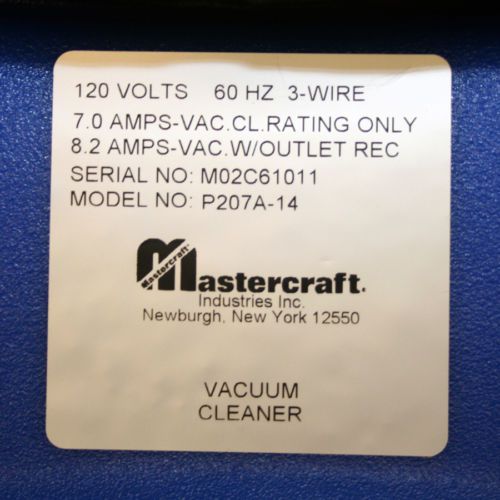 120 VOLTS 60 HZ 3-WIRE
7.0 AMPS-VAC.CL.RATING ONLY
8.2 AMPS-VAC.W/OUTLET REC
SERIAL NO: M02C61011
MODEL NO: P207A-14
Mastercraft
Mastercraft.
Industries Inc.
Newburgh, New York 12550
VACUUM
CLEANER